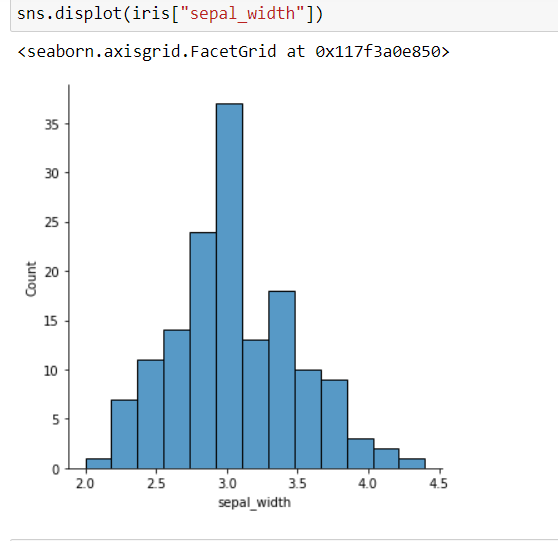 sns.displot(iris["sepal_width"])
<seaborn.axisgrid.FacetGrid at 0x117f3a0e850>
35
30
25
20
15
10
5
0
Count
2.0 2.5 3.0 3.5 4.0 4.5
sepal_width